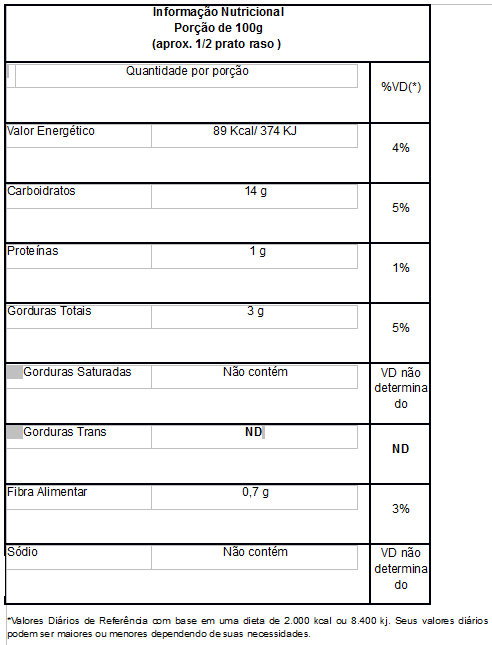 Informação Nutricional
Porção de 100g
(aprox. 1/2 prato raso )
Quantidade por porção
%VD(*)
Valor Energético 89 Kcal/ 374 KJ
4%
Carboidratos 14 g
5%
Proteínas 1 g
1%
Gorduras Totais 3 g
5%
Gorduras Saturadas Não contém VD não
determina
do
Gorduras Trans ND
ND
Fibra Alimentar 0,7 g
3%
Sódio Não contém VD não
determina
do
*Valores Diários de Referência com base em uma dieta de 2.000 kcal ou 8.400 kj. Seus valores diários
podem ser maiores ou menores dependendo de suas necessidades.